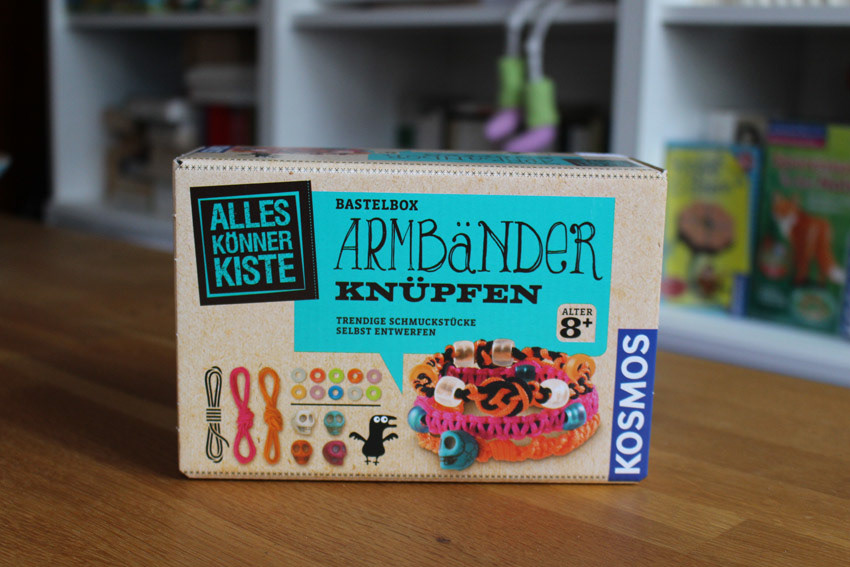 ALLES
KÖNNER
KISTE
BASTELBOX
ARMBÄNDER
KNÜPFEN
TRENDIGE SCHMUCKSTÜCKE
SELBST ENTWERFEN
ALTER
8+
KOSMOS